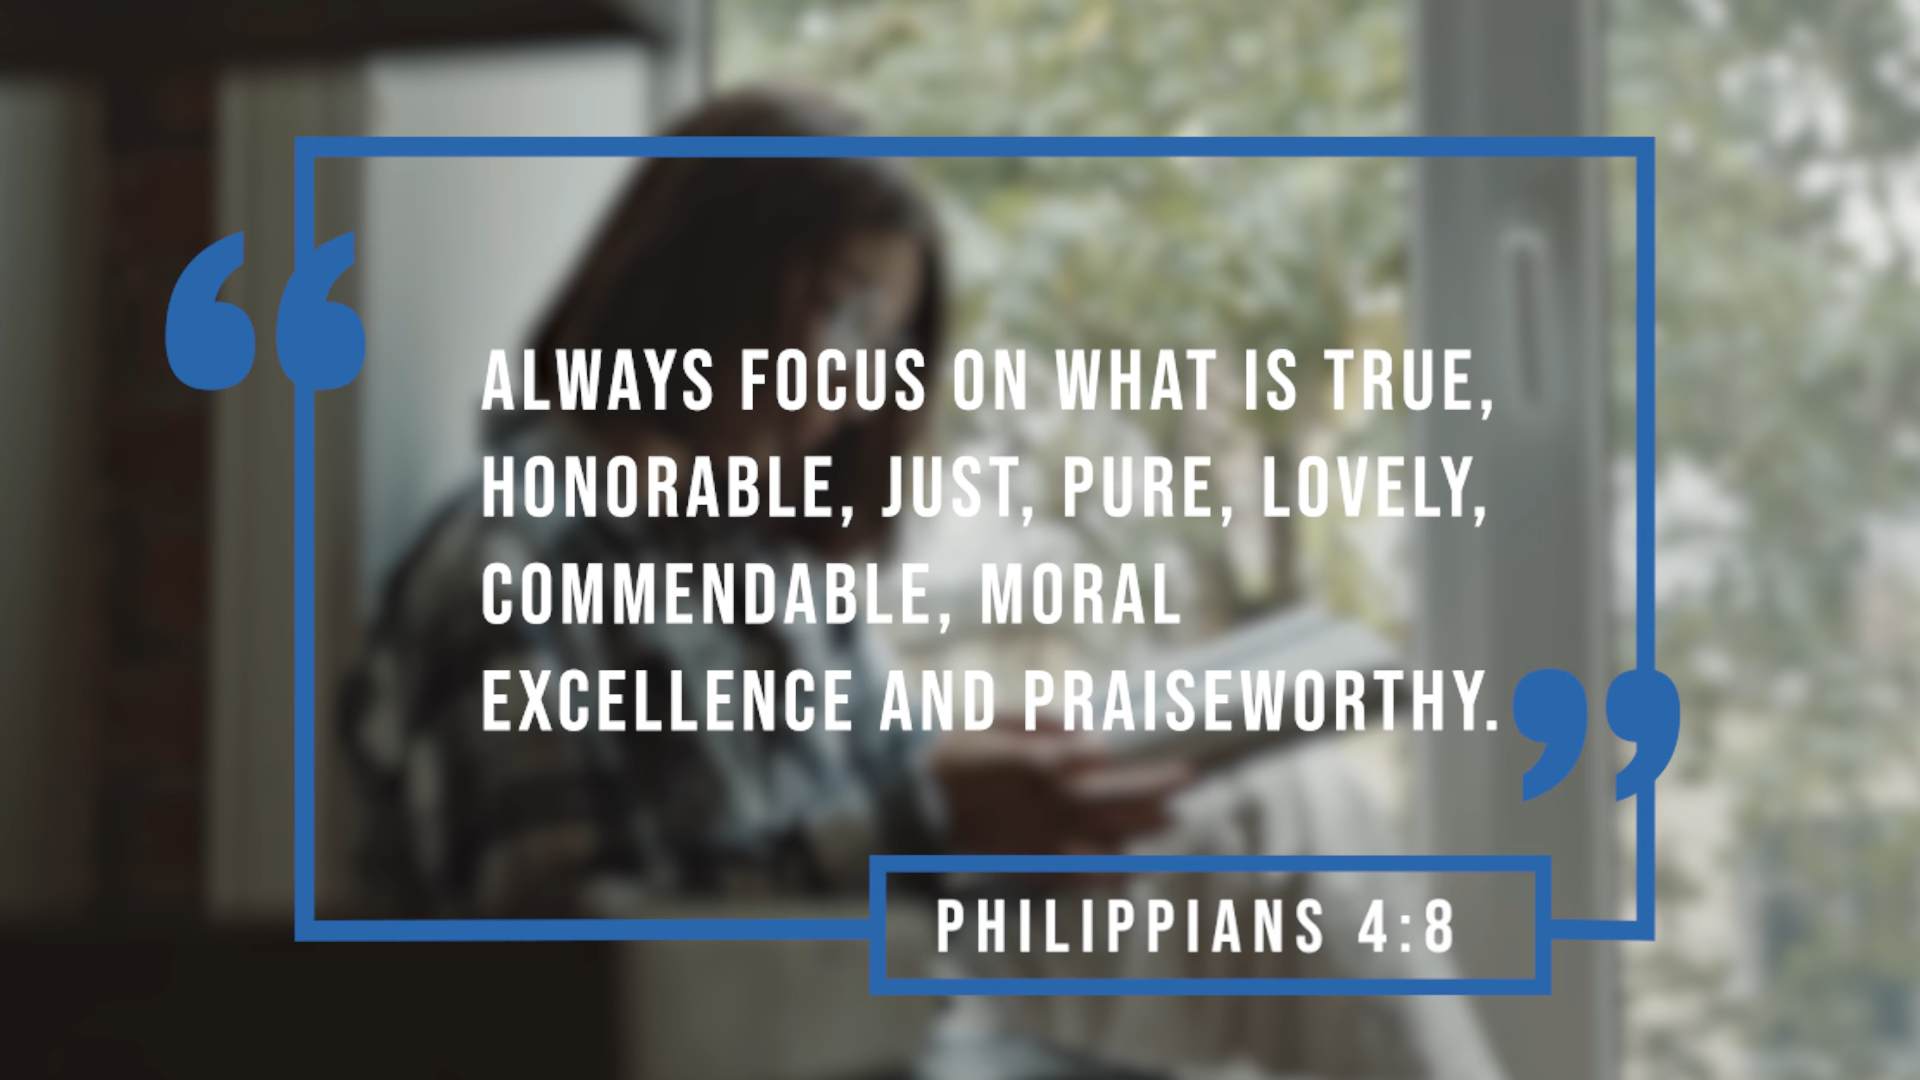 ALWAYS FOCUS ON WHAT IS TRUE,
HONORABLE, JUST, PURE, LOVELY,
COMMENDABLE, MORAL
EXCELLENCE AND PRAISEWORTHY.
PHILIPPIANS 4:8